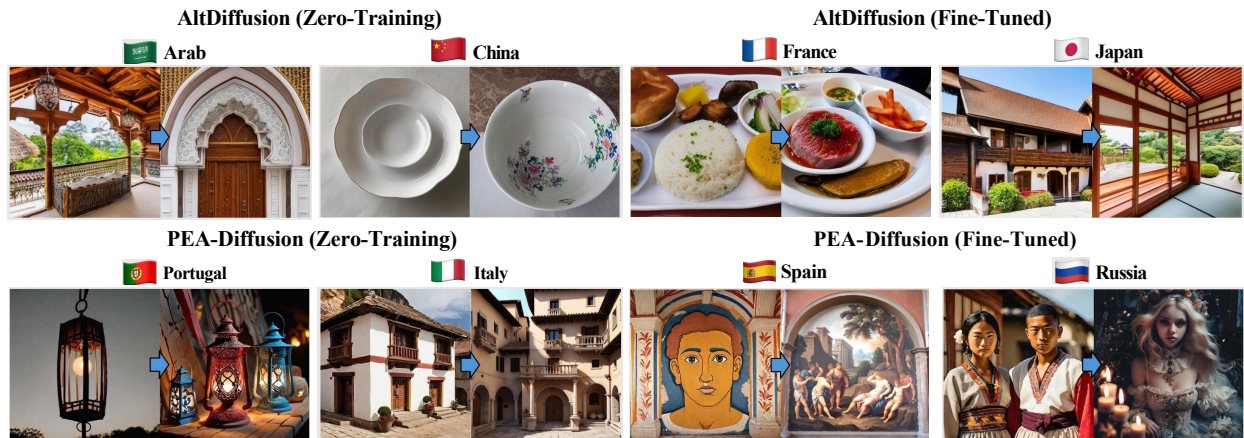 AltDiffusion (Zero-Training)
AltDiffusion (Fine-Tuned)
Arab
China
France
Japan
PEA-Diffusion (Zero-Training)
PEA-Diffusion (Fine-Tuned)
Portugal
Italy
Spain
Russia